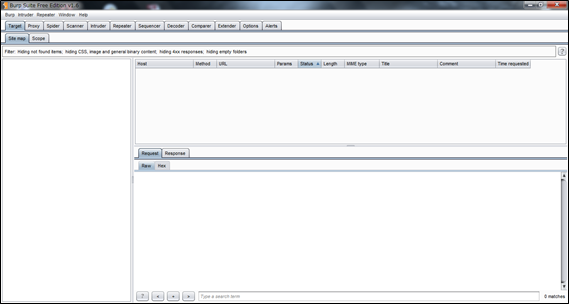 Burp Suite Free Edition v1.6
Burp Intruder Repeater Window Help
Target Proxy Spider Scanner Intruder Repeater Sequencer Decoder Comparer Extender Options Alerts
Site map Scope
Filter: Hiding not found items; hiding CSS, image and general binary content; hiding 4xx responses; hiding empty folders ?
Host Method URL Params Status Length MIME type Title Comment Time requested
Request Response
Raw Hex
? < + > Type a search term 0 matches